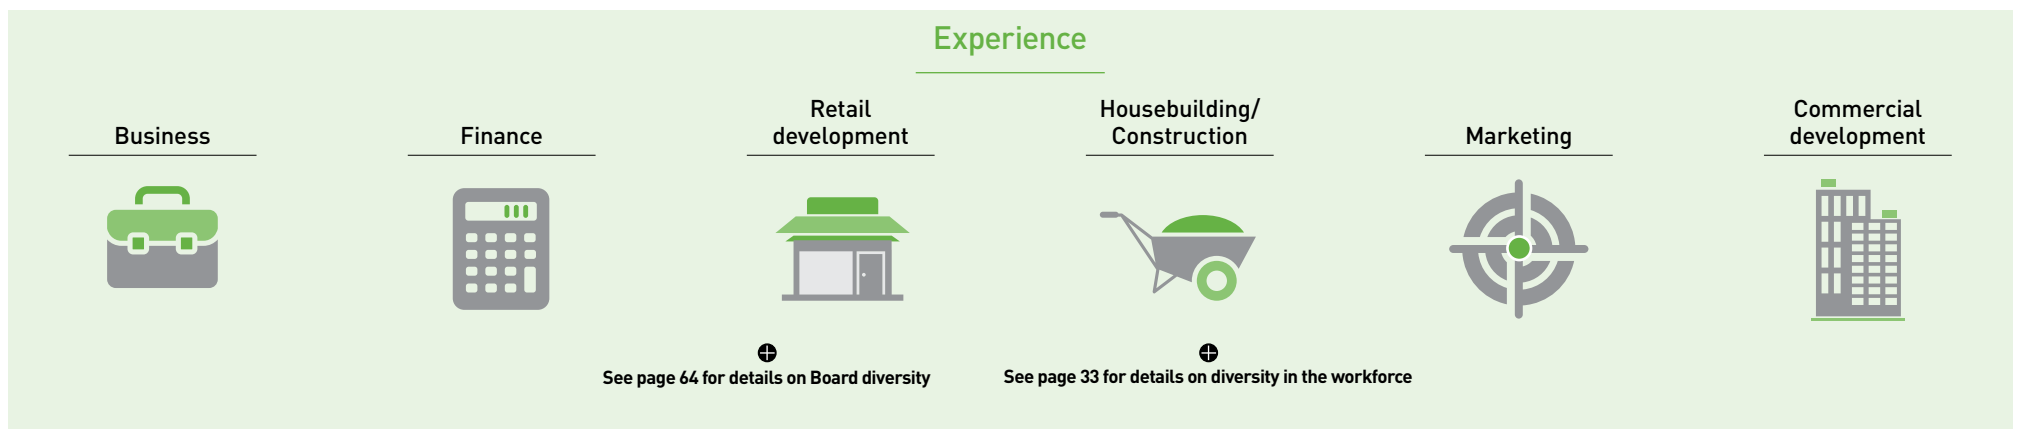 Experience
Business
Finance
Retail
development
Housebuilding/
Construction
Marketing
Commercial
development
See page 64 for details on Board diversity
See page 33 for details on diversity in the workforce